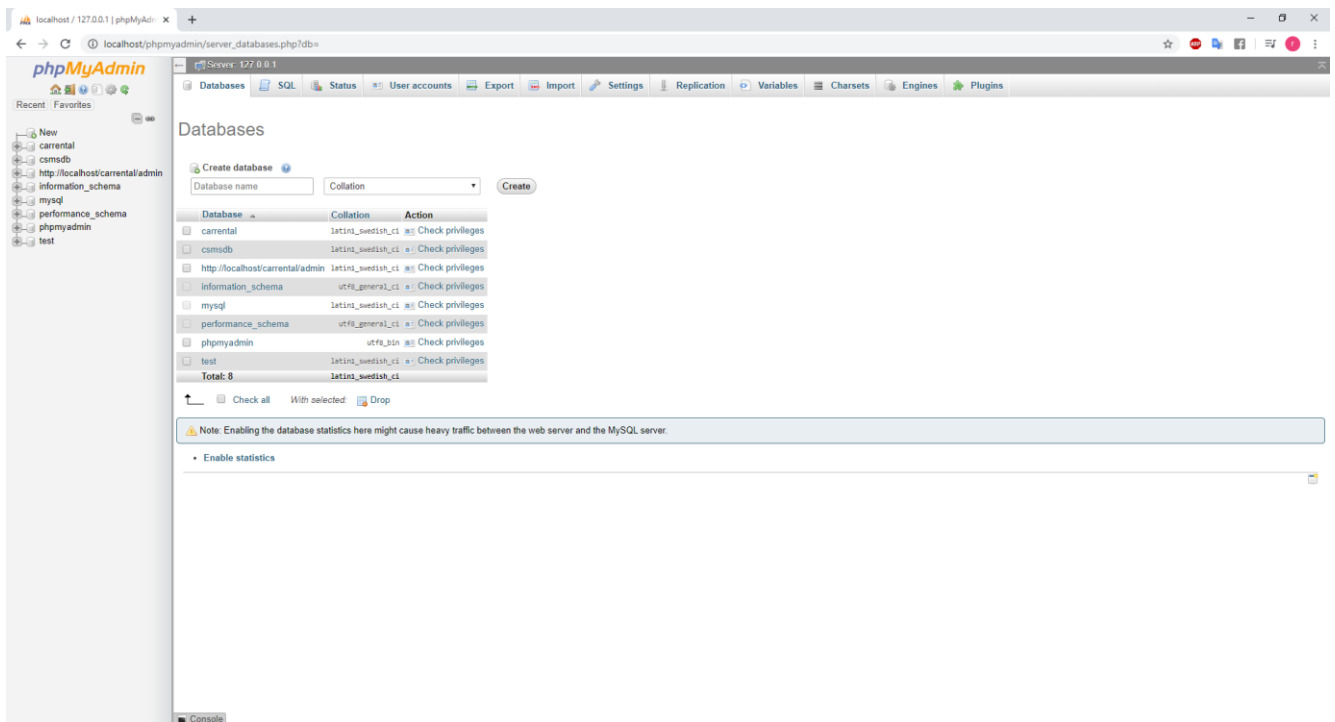 localhost / 127.0.0.1 | phpMyAdm
localhost/phpmyadmin/server_databases.php?db=
phpMyAdmin
Recent Favorites
New
carrental
csmsdb
http://localhost/carrental/admin
information_schema
mysql
performance_schema
phpmyadmin
test
Server: 127.0.0.1
Databases SQL Status User accounts Export Import Settings Replication Variables Charsets Engines Plugins
Databases
Create database
Database name Collation Create
Database Collation Action
carrental latin1_swedish_ci Check privileges
csmsdb latin1_swedish_ci Check privileges
http://localhost/carrental/admin latin1_swedish_ci Check privileges
information_schema utf8_general_ci Check privileges
mysql latin1_swedish_ci Check privileges
performance_schema utf8_general_ci Check privileges
phpmyadmin utf8_bin Check privileges
test latin1_swedish_ci Check privileges
Total: 8 latin1_swedish_ci
Check all With selected: Drop
Note: Enabling the database statistics here might cause heavy traffic between the web server and the MySQL server.
• Enable statistics
Console